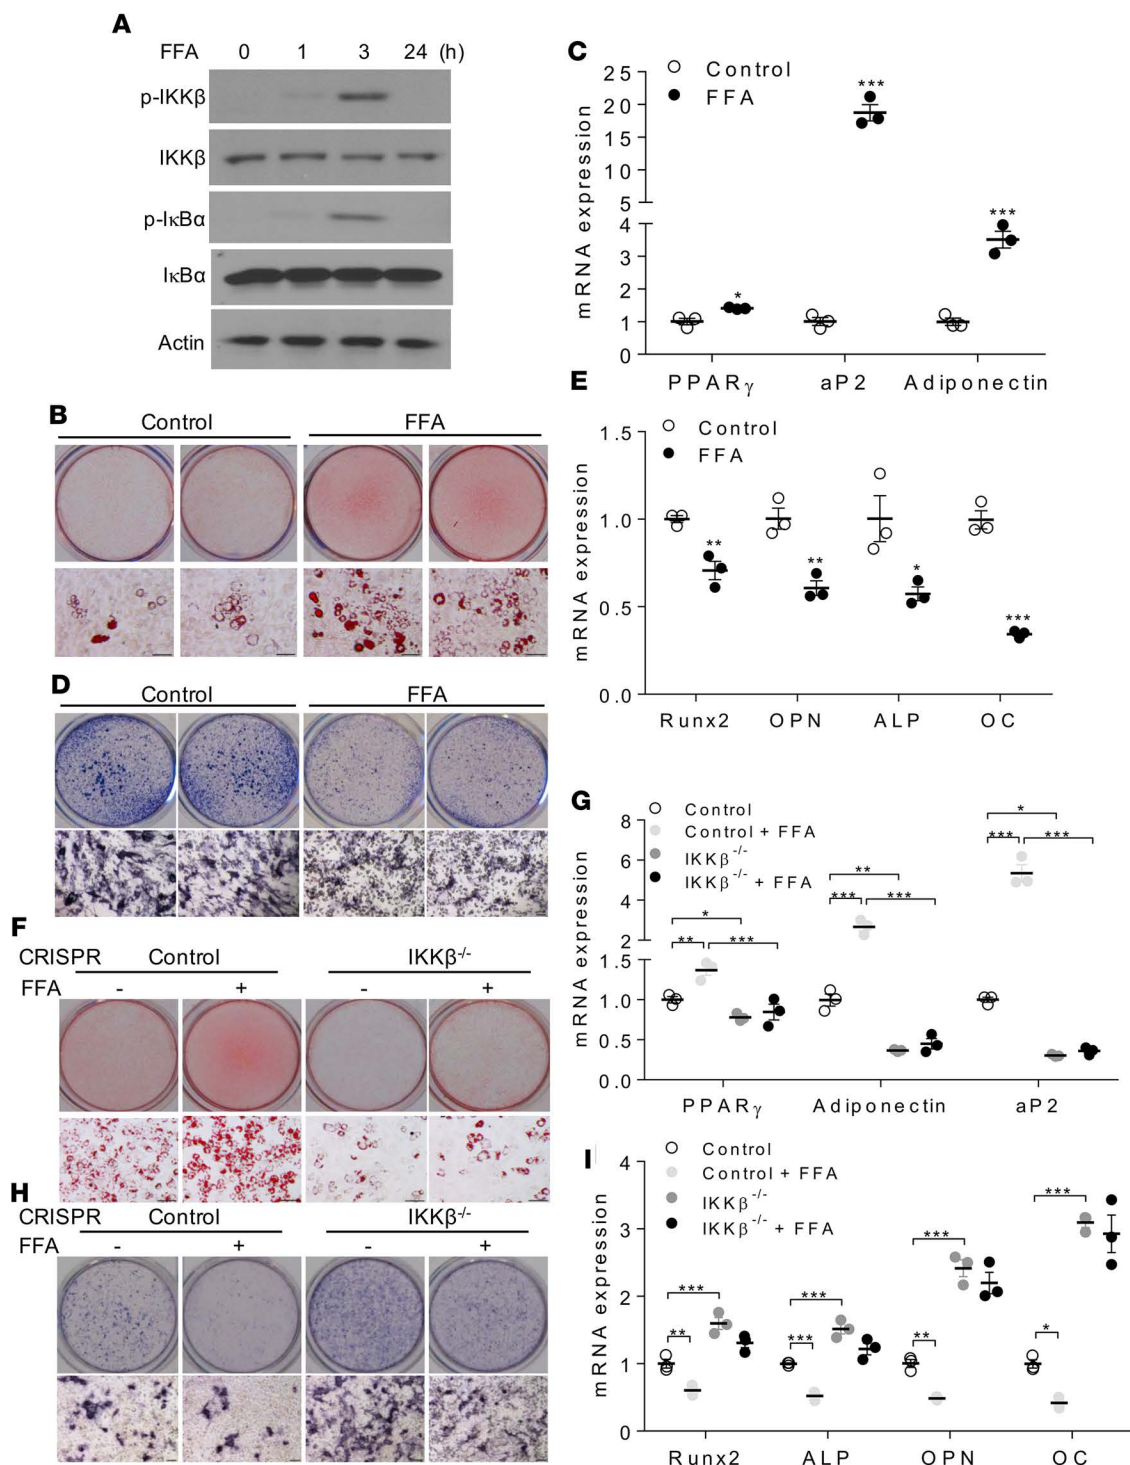 A
FFA 0 1 3 24 (h)
p-IKKβ
IKKβ
p-IκBα
IκBα
Actin
B
Control FFA
C
Control
FFA
mRNA expression mRNA expression
25
20
15
10
5
4
3
2
1
0
*
***
***
PPARγ aP2 Adiponectin
D
Control FFA
E
Control
FFA
mRNA expression
1.5
1.0
0.5
0.0
**
**
*
***
Runx2 OPN ALP OC
F
CRISPR Control IKKβ-/-
FFA - + - +
G
Control
Control + FFA
IKKβ-/-
IKKβ-/- + FFA
mRNA expression
8
6
4
2
1.5
1.0
0.5
0.0
*
** ***
**
*** ***
*
*** ***
PPARγ Adiponectin aP2
H
CRISPR Control IKKβ-/-
FFA - + - +
I
Control
Control + FFA
IKKβ-/-
IKKβ-/- + FFA
mRNA expression
4
3
2
1
0
***
**
***
***
***
**
***
*
Runx2 ALP OPN OC